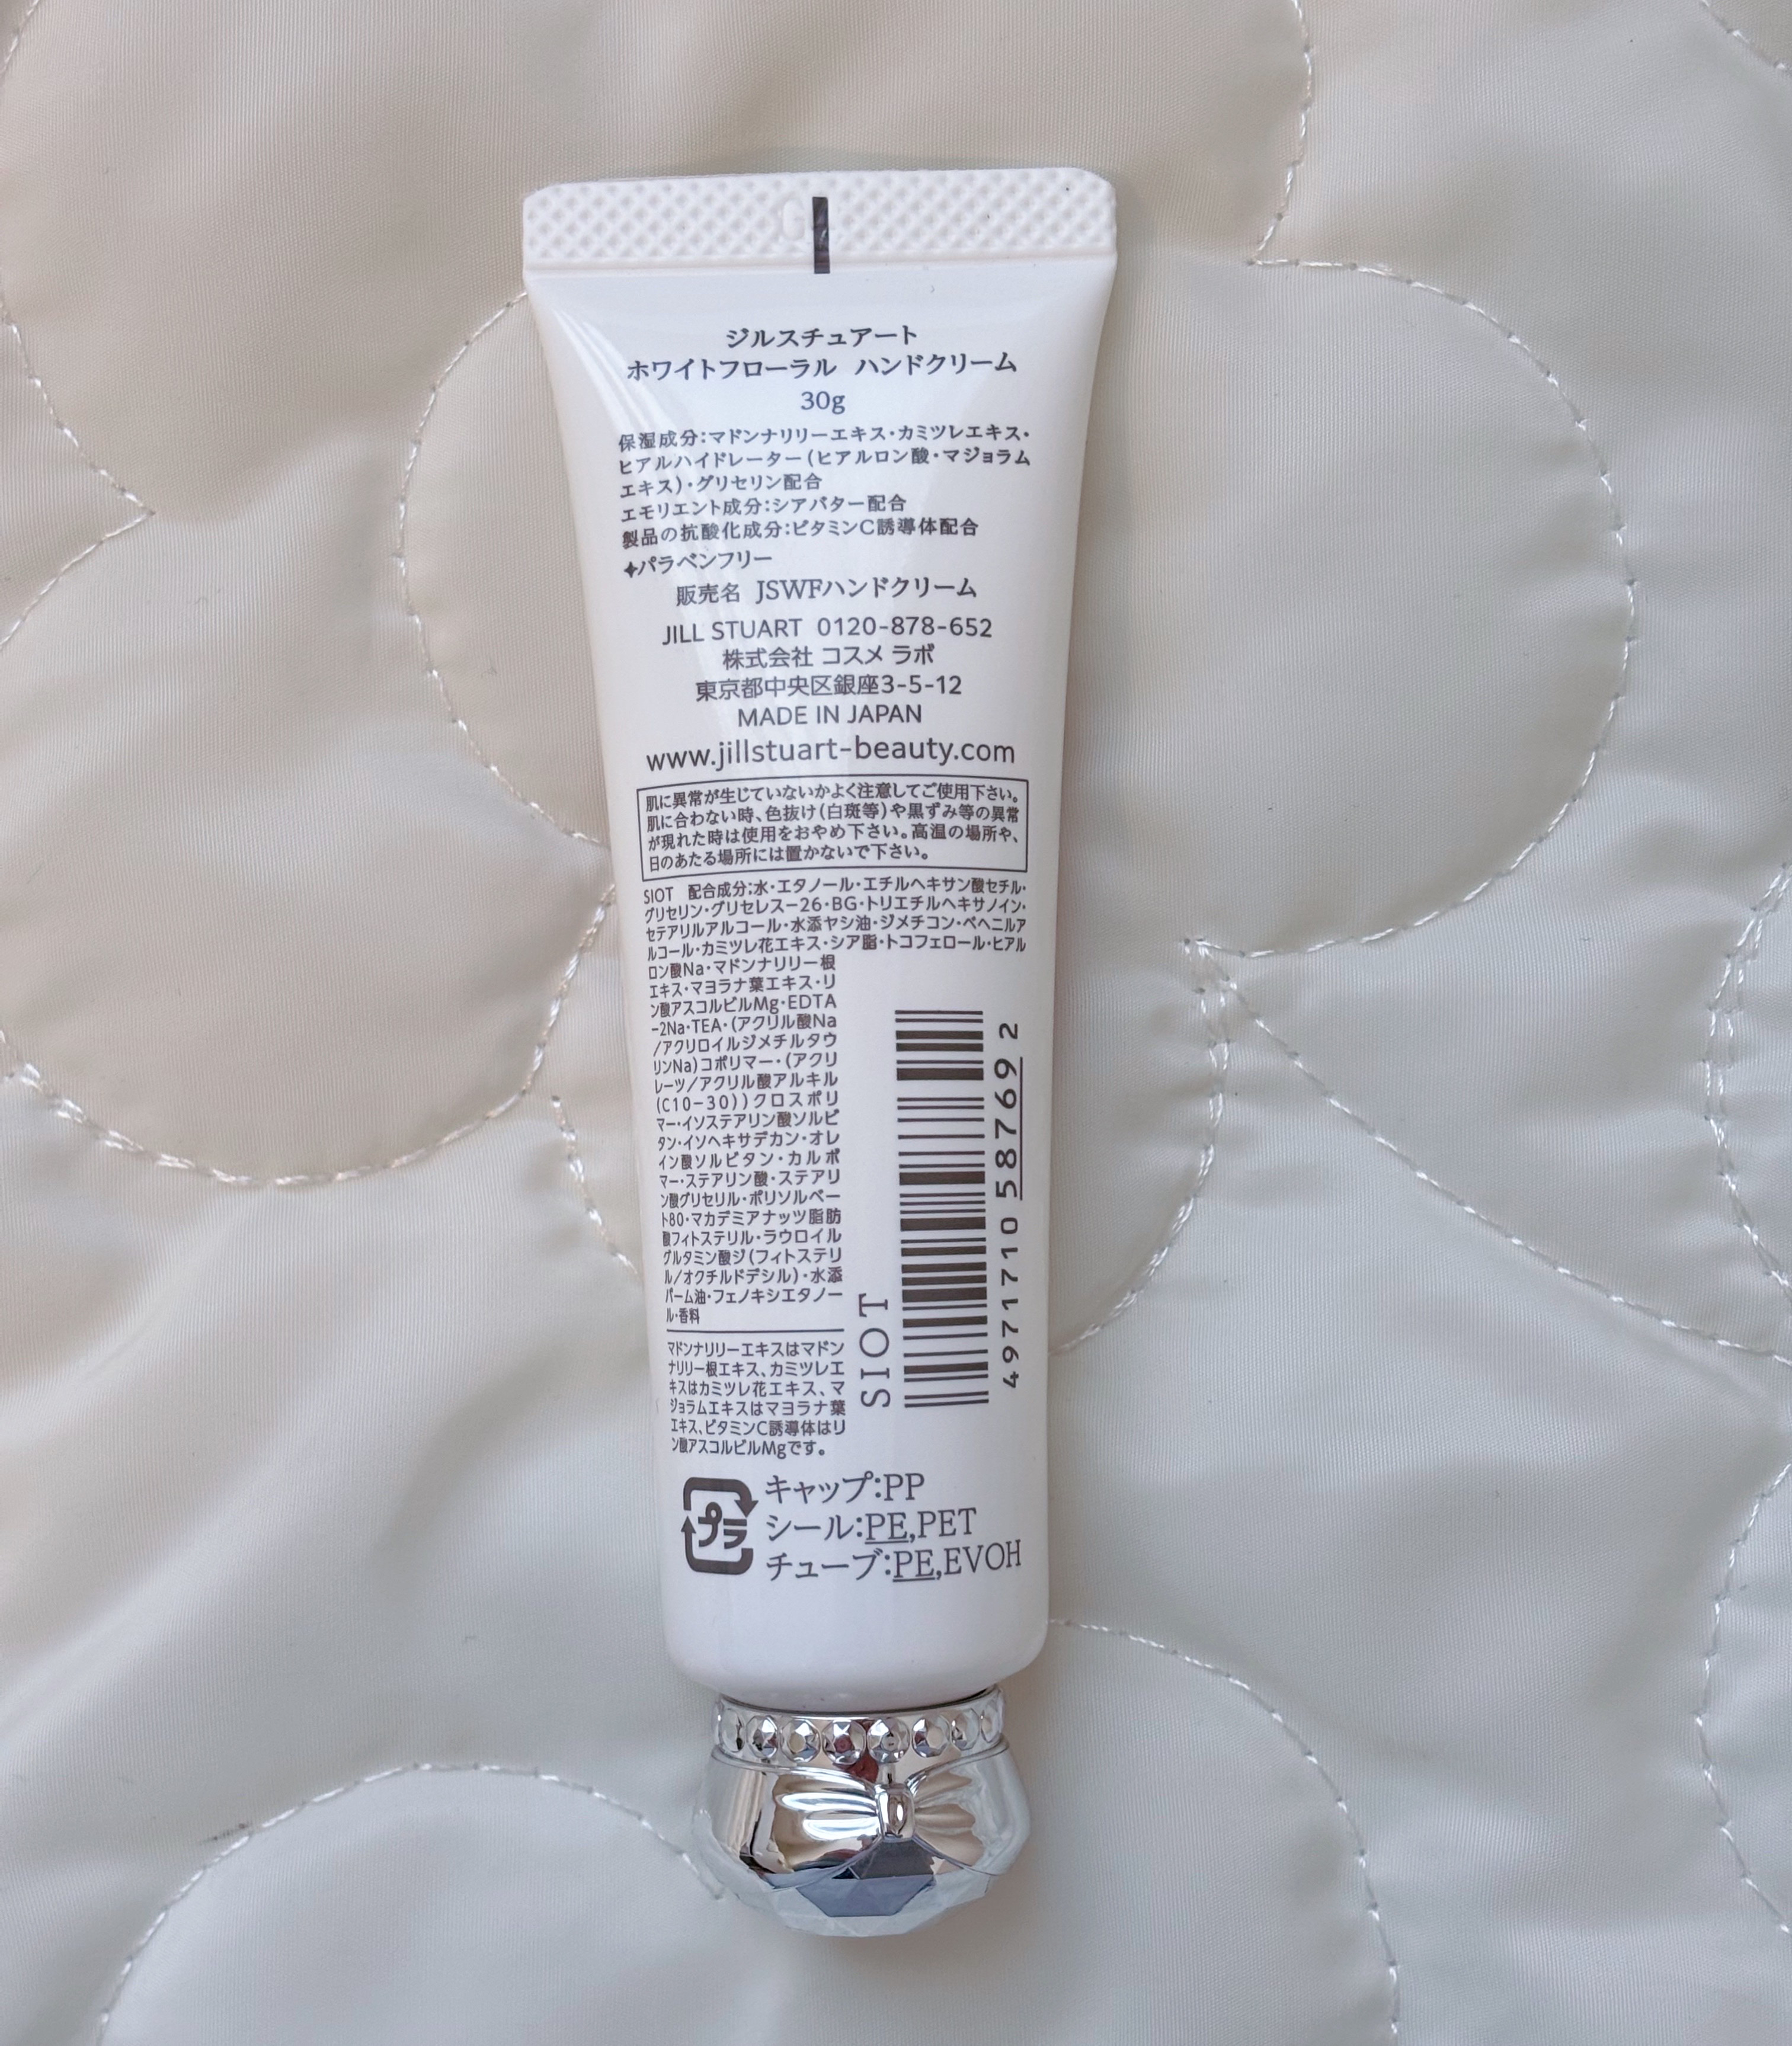 ジルスチュアート
ホワイトフローラル ハンドクリーム
30g
保湿成分:マドンナリリーエキス・カミツレエキス・
ヒアルハイドレーター(ヒアルロン酸・マジョラム
エキス)・グリセリン配合
エモリエント成分:シアバター配合
製品の抗酸化成分:ビタミンC誘導体配合
✦パラベンフリー
販売名 JSWFハンドクリーム
JILL STUART 0120-878-652
株式会社 コスメ ラボ
東京都中央区銀座3-5-12
MADE IN JAPAN
www.jillstuart-beauty.com
肌に異常が生じていないかよく注意してご使用下さい。
肌に合わない時、色抜け(白斑等)や黒ずみ等の異常
が現れた時は使用をおやめ下さい。高温の場所や、
日のあたる場所には置かないで下さい。
SIOT 配合成分:水・エタノール・エチルヘキサン酸セチル・
グリセリン・グリセレス-26・BG・トリエチルヘキサノイン・
セテアリルアルコール・水添ヤシ油・ジメチコン・ベヘニルア
ルコール・カミツレ花エキス・シア脂・トコフェロール・ヒアル
ロン酸Na・マドンナリリー根
エキス・マヨラナ葉エキス・リ
ン酸アスコルビルMg・EDTA
-2Na・TEA・(アクリル酸Na
/アクリロイルジメチルタウ
リンNa)コポリマー・(アクリ
レーツ/アクリル酸アルキル
(C10-30))クロスポリ
マー・イソステアリン酸ソルビ
タン・イソヘキサデカン・オレ
イン酸ソルビタン・カルボ
マー・ステアリン酸・ステアリ
ン酸グリセリル・ポリソルベー
ト80・マカデミアナッツ脂肪
酸フィトステリル・ラウロイル
グルタミン酸ジ(フィトステリ
ル/オクチルドデシル)・水添
パーム油・フェノキシエタノー
ル・香料
マドンナリリーエキスはマドン
ナリリー根エキス、カミツレエ
キスはカミツレ花エキス、マ
ジョラムエキスはマヨラナ葉
エキス、ビタミンC誘導体はリ
ン酸アスコルビルMgです。
SIOT
4971710 587692
プラ
キャップ:PP
シール:PE,PET
チューブ:PE,EVOH